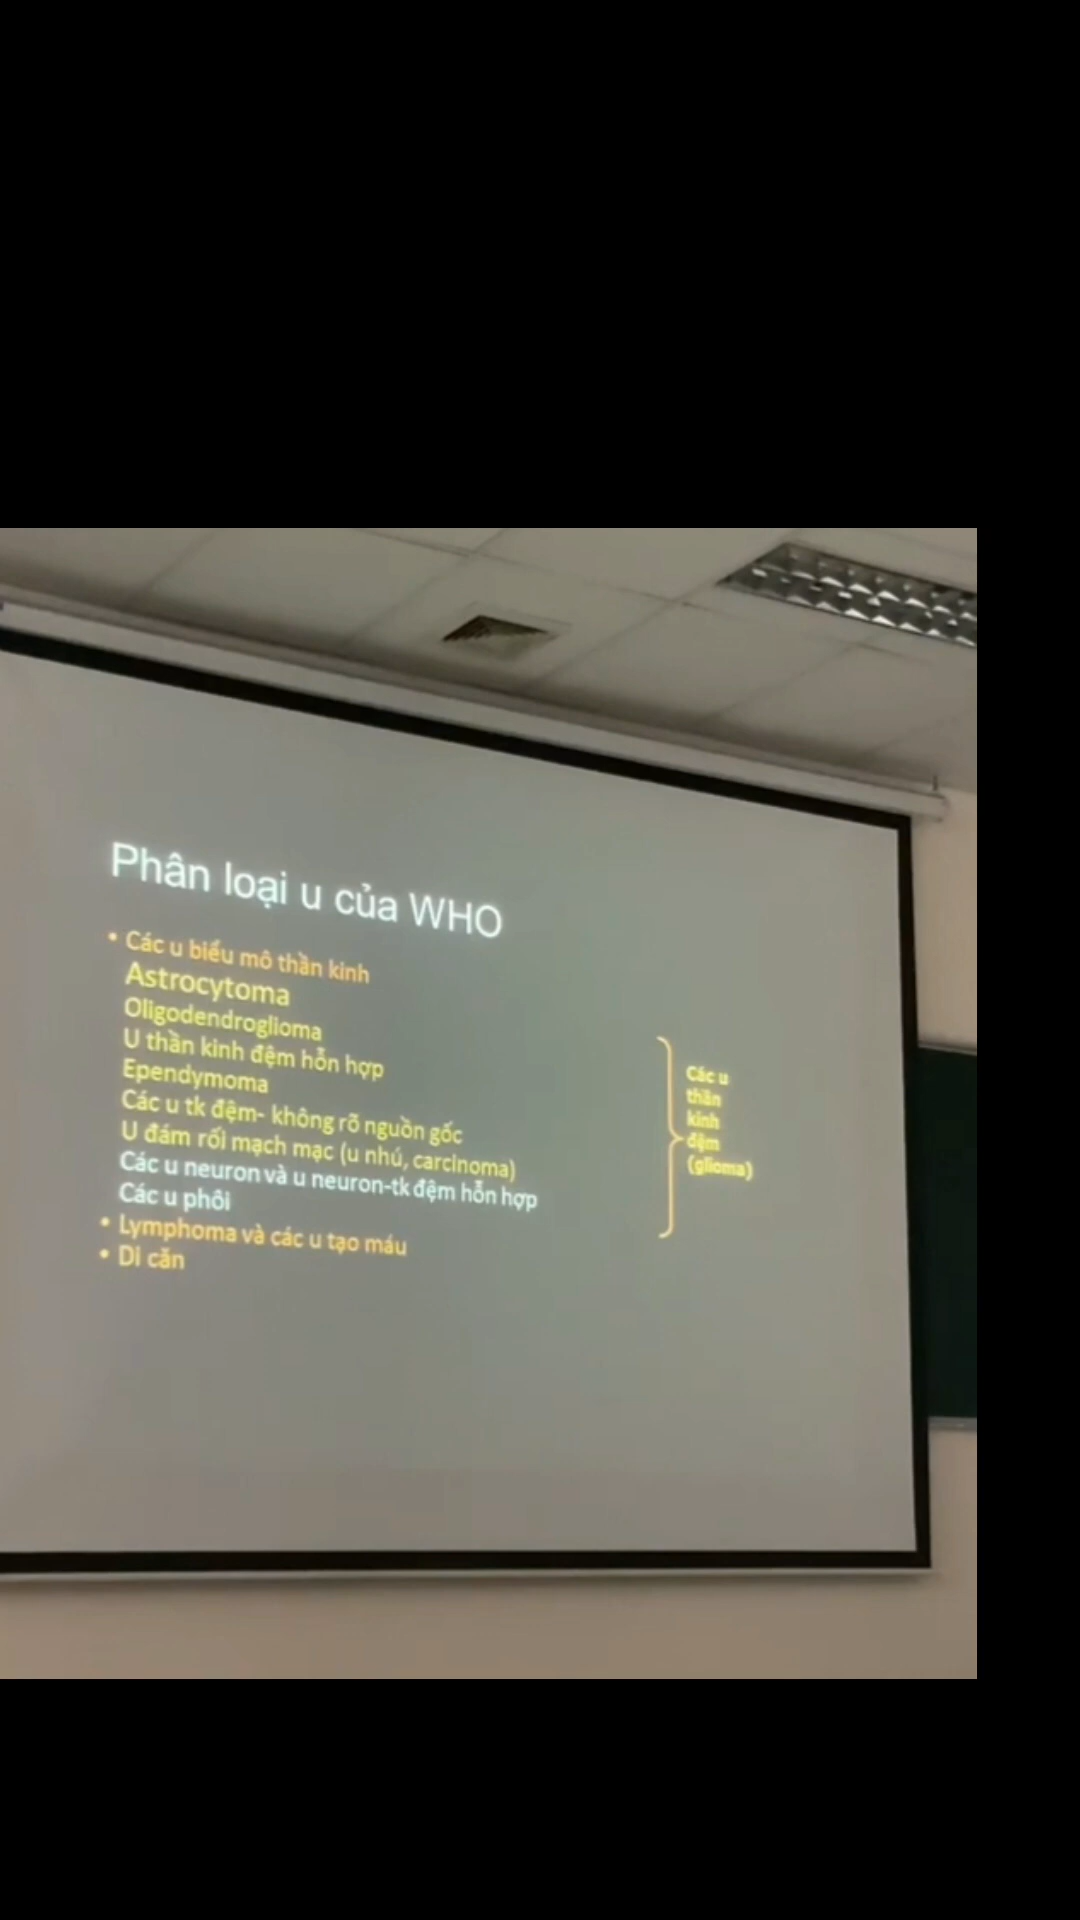 Phân loại u của WHO
• Các u biểu mô thần kinh
Astrocytoma
Oligodendroglioma
U thần kinh đệm hỗn hợp
Ependymoma
Các u tk đệm- không rõ nguồn gốc
U đám rối mạch mạc (u nhú, carcinoma)
Các u neuron và u neuron-tk đệm hỗn hợp
Các u phôi
• Lymphoma và các u tạo máu
• Di căn
Các u
thần
kinh
đệm
(glioma)